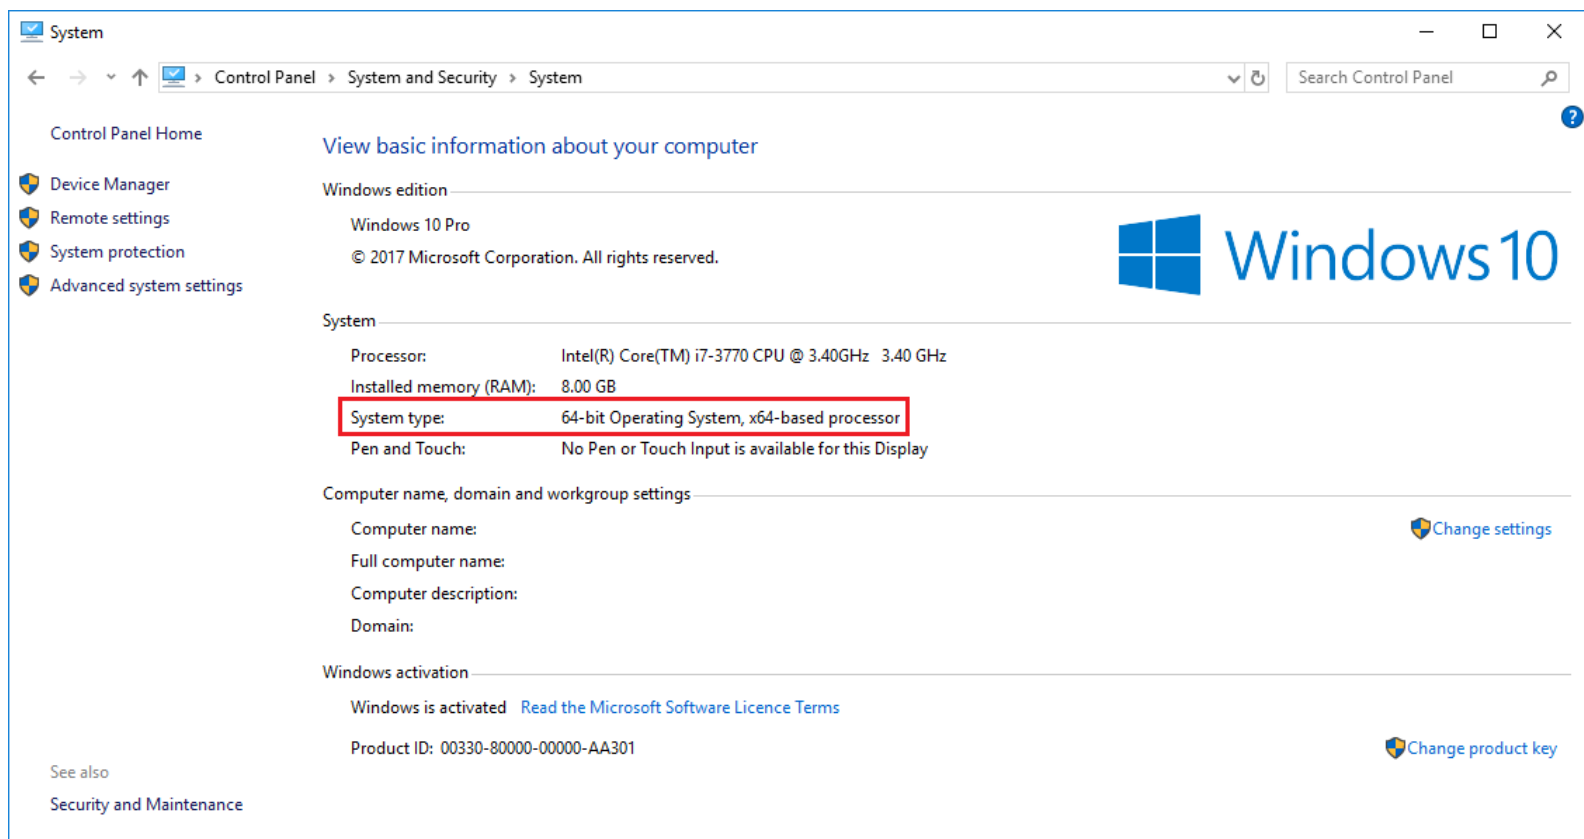 System
Control Panel > System and Security > System
Search Control Panel
?
Control Panel Home
Device Manager
Remote settings
System protection
Advanced system settings
View basic information about your computer
Windows edition
Windows 10 Pro
© 2017 Microsoft Corporation. All rights reserved.
Windows 10
System
Processor: Intel(R) Core(TM) i7-3770 CPU @ 3.40GHz 3.40 GHz
Installed memory (RAM): 8.00 GB
System type: 64-bit Operating System, x64-based processor
Pen and Touch: No Pen or Touch Input is available for this Display
Computer name, domain and workgroup settings
Computer name:
Change settings
Full computer name:
Computer description:
Domain:
Windows activation
Windows is activated Read the Microsoft Software Licence Terms
Product ID: 00330-80000-00000-AA301
Change product key
See also
Security and Maintenance